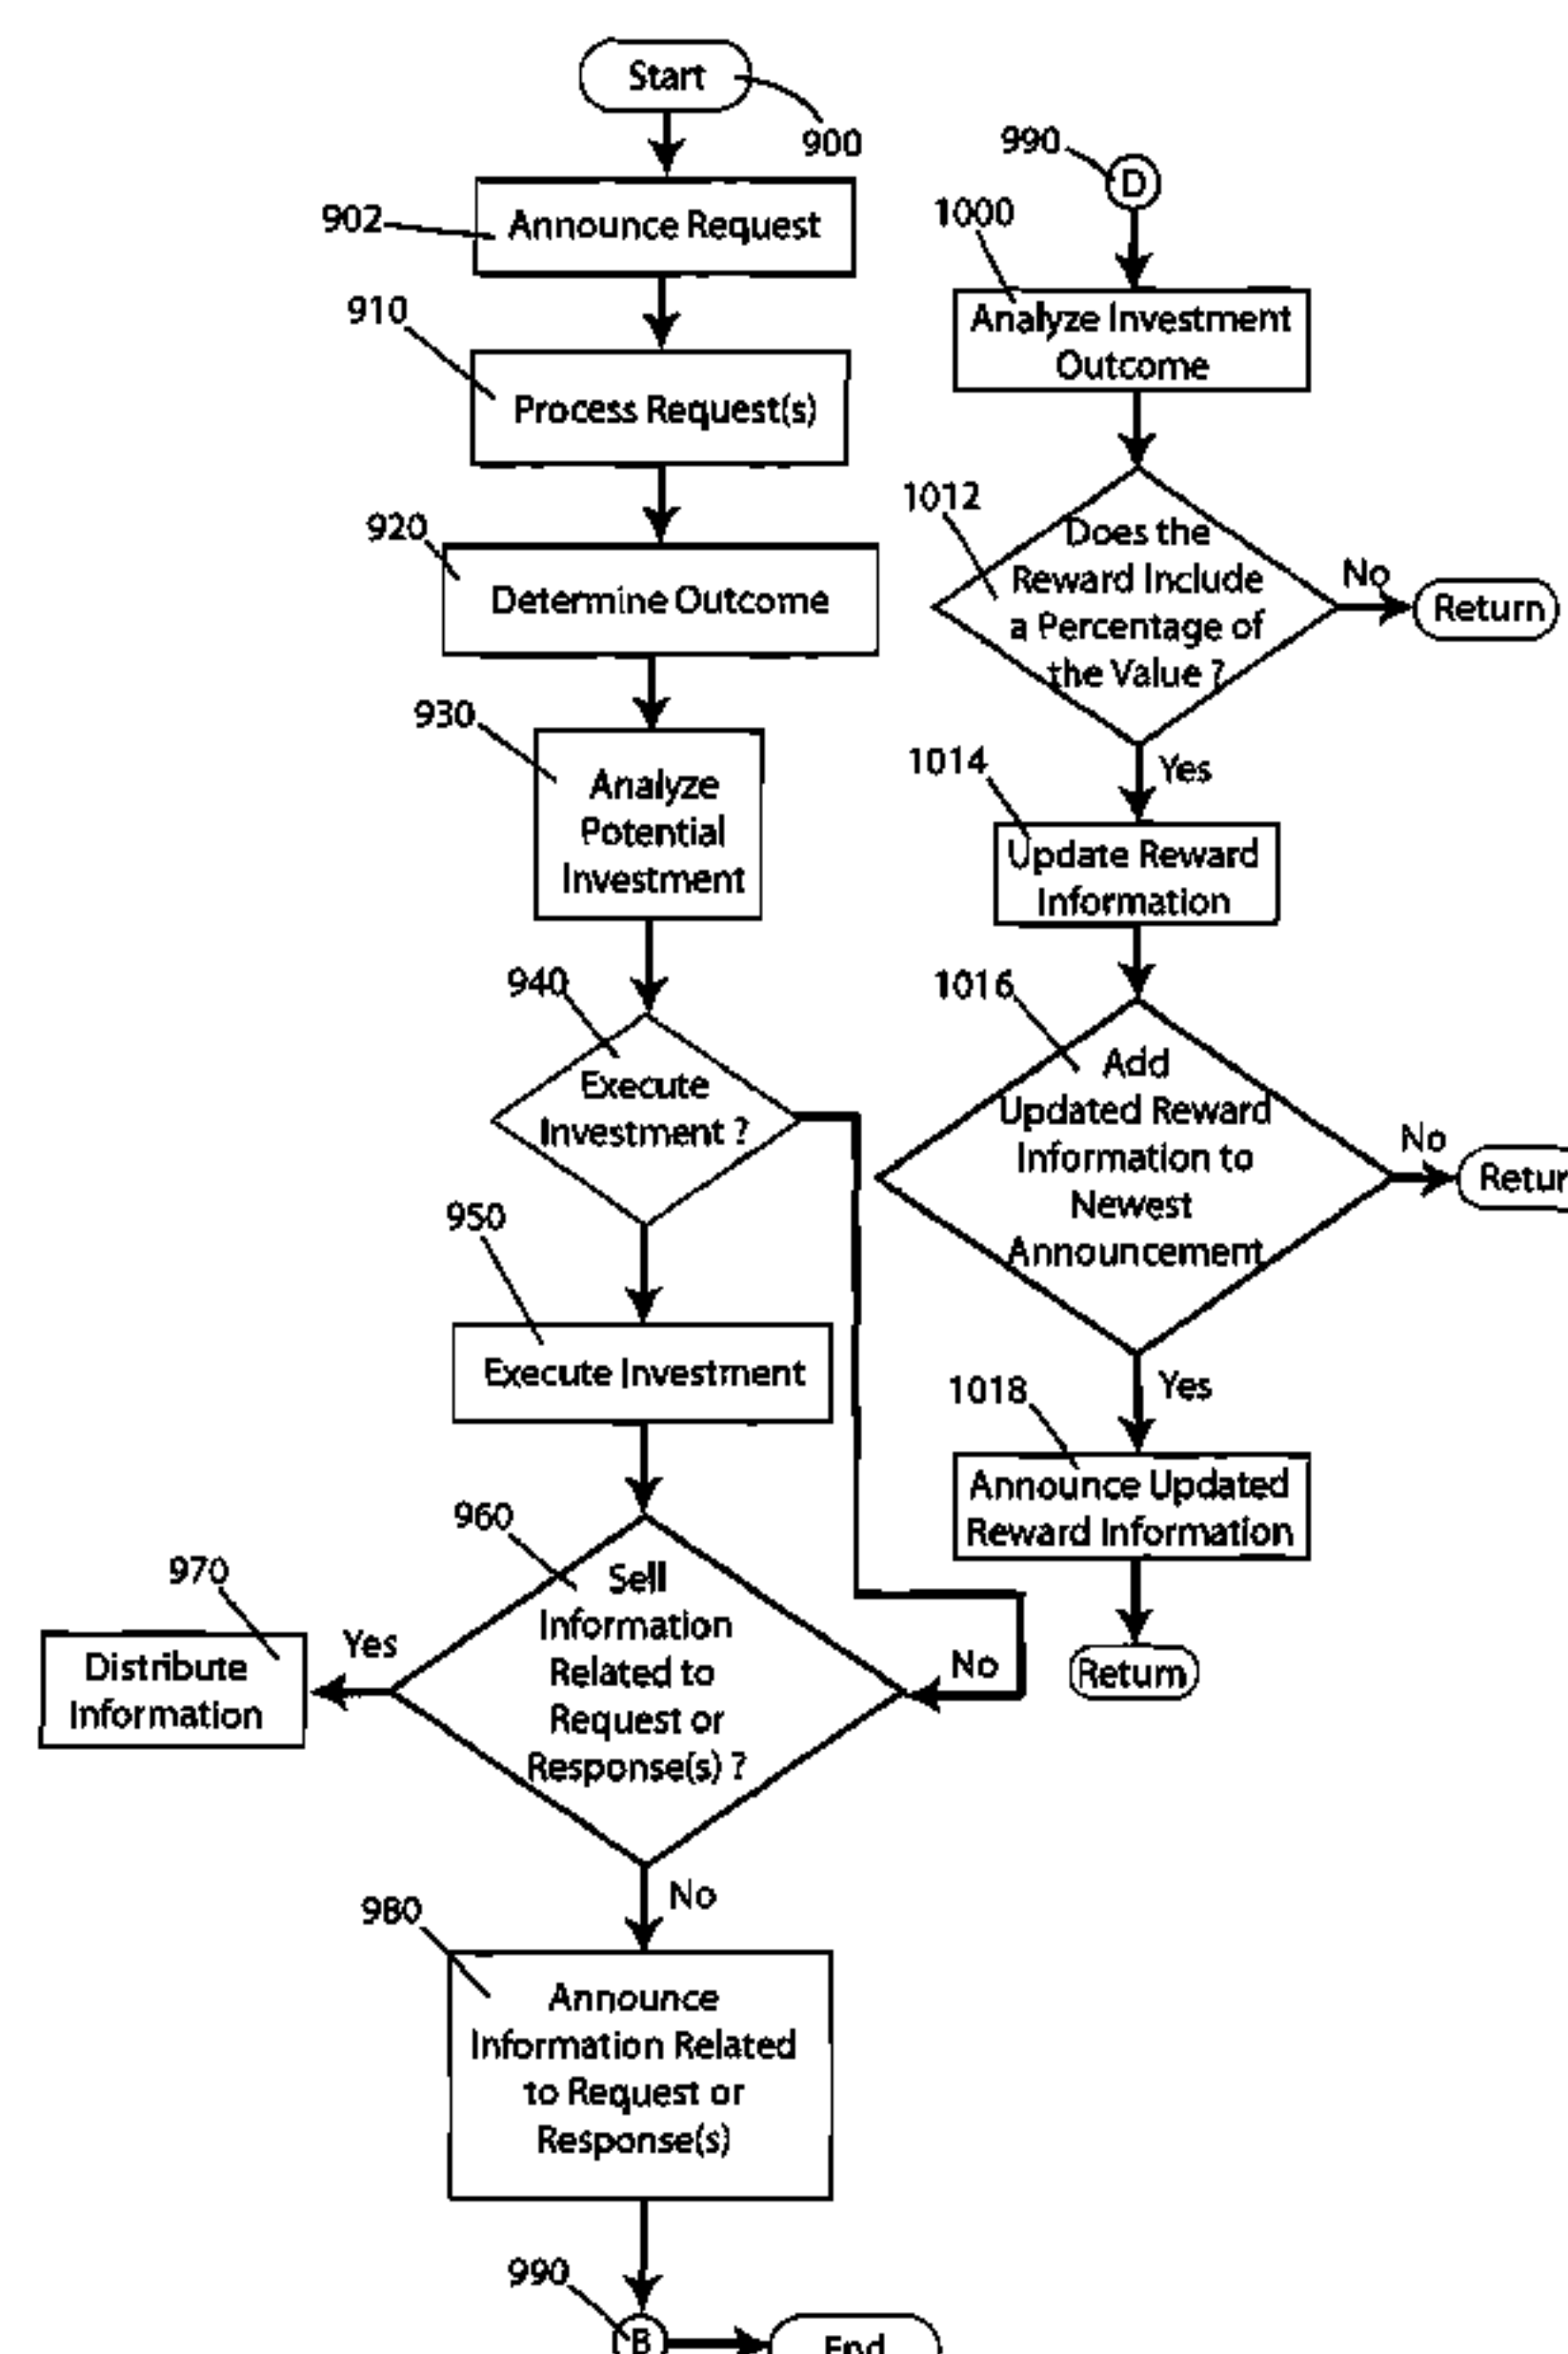 Start
900
902
Announce Request
910
Process Request(s)
920
Determine Outcome
930
Analyze
Potential
Investment
940
Execute
Investment ?
950
Execute Investment
960
Sell
Information
Related to
Request or
Response(s) ?
No
Yes
970
Distribute
Information
No
980
Announce
Information Related
to Request or
Response(s)
990
B
End
990
D
1000
Analyze Investment
Outcome
1012
Does the
Reward Include
a Percentage of
the Value ?
No
Return
Yes
1014
Update Reward
Information
1016
Add
Updated Reward
Information to
Newest
Announcement
No
Retur
Yes
1018
Announce Updated
Reward Information
Return